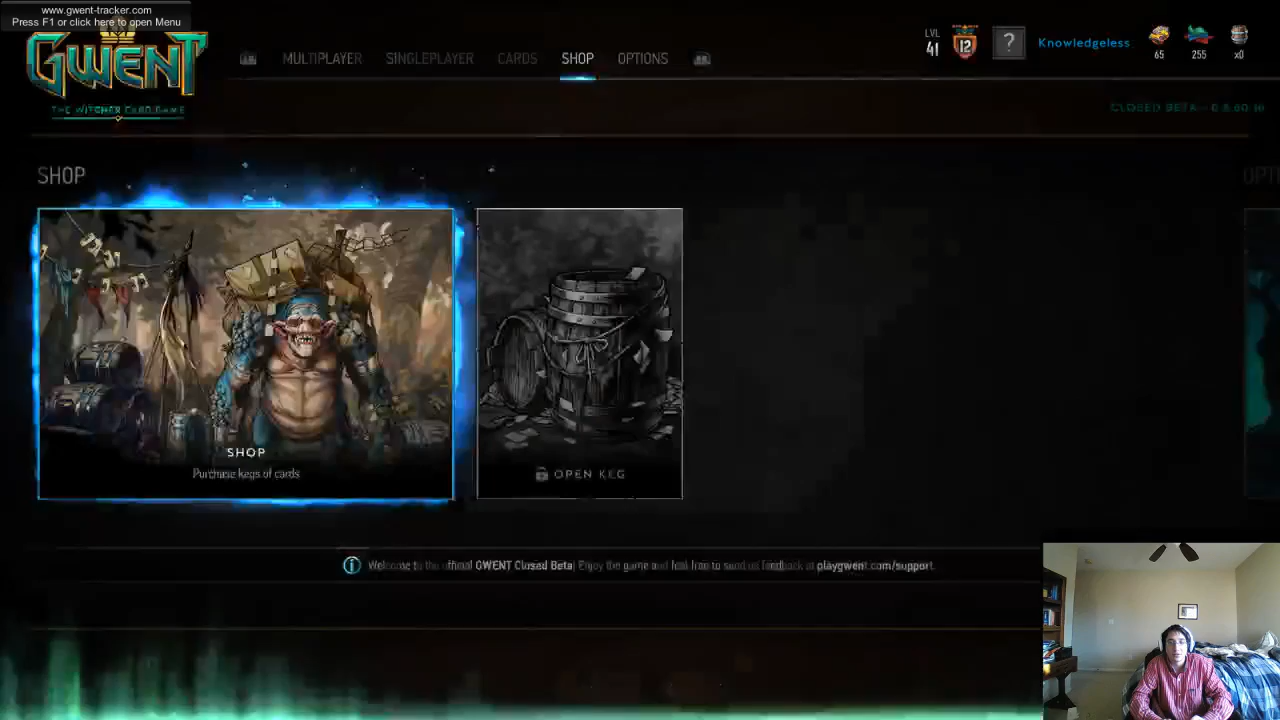 www.gwent-tracker.com
Press F1 or click here to open Menu
GWENT
THE WITCHER CARD GAME
MULTIPLAYER
SINGLEPLAYER
CARDS
SHOP
OPTIONS
LVL
41
12
?
Knowledgeless
65
255
x0
CLOSED BETA
SHOP
SHOP
Purchase kegs of cards
OPEN KEG
Welcome to the official GWENT Closed Beta! Enjoy the game and feel free to send us feedback at playgwent.com/support.